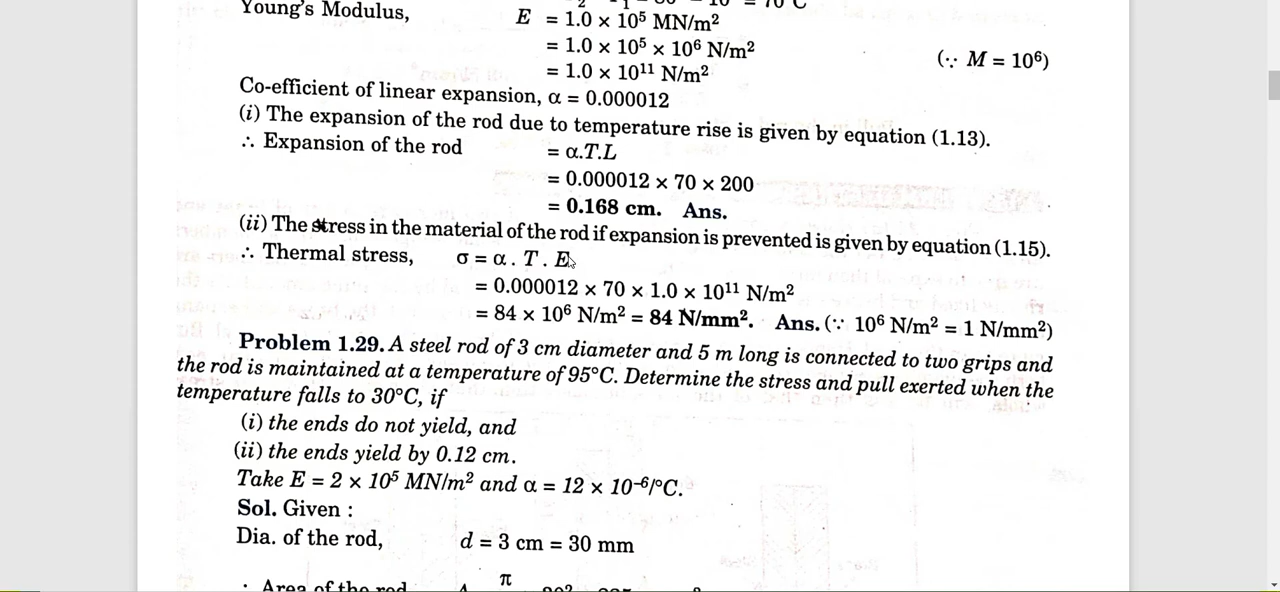 = 70°C
Young's Modulus, E = 1.0 × 10⁵ MN/m²
= 1.0 × 10⁵ × 10⁶ N/m² (∵ M = 10⁶)
= 1.0 × 10¹¹ N/m²
Co-efficient of linear expansion, α = 0.000012
(i) The expansion of the rod due to temperature rise is given by equation (1.13).
∴ Expansion of the rod = α.T.L
= 0.000012 × 70 × 200
= 0.168 cm. Ans.
(ii) The stress in the material of the rod if expansion is prevented is given by equation (1.15).
∴ Thermal stress, σ = α . T . E
= 0.000012 × 70 × 1.0 × 10¹¹ N/m²
= 84 × 10⁶ N/m² = 84 N/mm². Ans. (∵ 10⁶ N/m² = 1 N/mm²)
Problem 1.29. A steel rod of 3 cm diameter and 5 m long is connected to two grips and
the rod is maintained at a temperature of 95°C. Determine the stress and pull exerted when the
temperature falls to 30°C, if
(i) the ends do not yield, and
(ii) the ends yield by 0.12 cm.
Take E = 2 × 10⁵ MN/m² and α = 12 × 10⁻⁶/°C.
Sol. Given :
Dia. of the rod, d = 3 cm = 30 mm
Area of the rod π